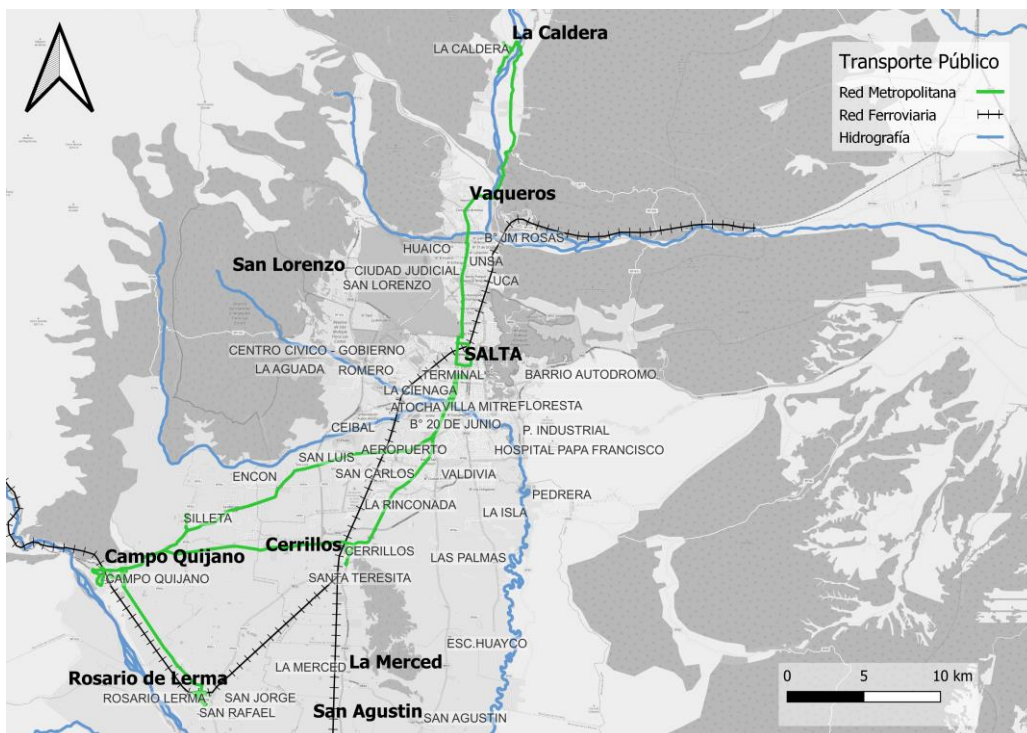 La Caldera
LA CALDERA
Transporte Público
Red Metropolitana
Red Ferroviaria
Hidrografía
Vaqueros
B° JM ROSAS
HUAICO
UNSA
San Lorenzo
CIUDAD JUDICIAL
SAN LORENZO
UCA
CENTRO CÍVICO - GOBIERNO
SALTA
LA AGUADA
ROMERO
TERMINAL
BARRIO AUTODROMO
LA CIENAGA
ATOCHA
VILLA MITRE
FLORESTA
CEIBAL
B° 20 DE JUNIO
P. INDUSTRIAL
SAN LUIS
AEROPUERTO
HOSPITAL PAPA FRANCISCO
ENCON
SAN CARLOS
VALDIVIA
PEDRERA
LA RINCONADA
LA ISLA
SILLETA
Cerrillos
CERRILLOS
Campo Quijano
LAS PALMAS
CAMPO QUIJANO
SANTA TERESITA
ESC.HUAYCO
LA MERCED
La Merced
Rosario de Lerma
ROSARIO LERMA
SAN JORGE
SAN RAFAEL
San Agustin
SAN AGUSTIN
0 5 10 km